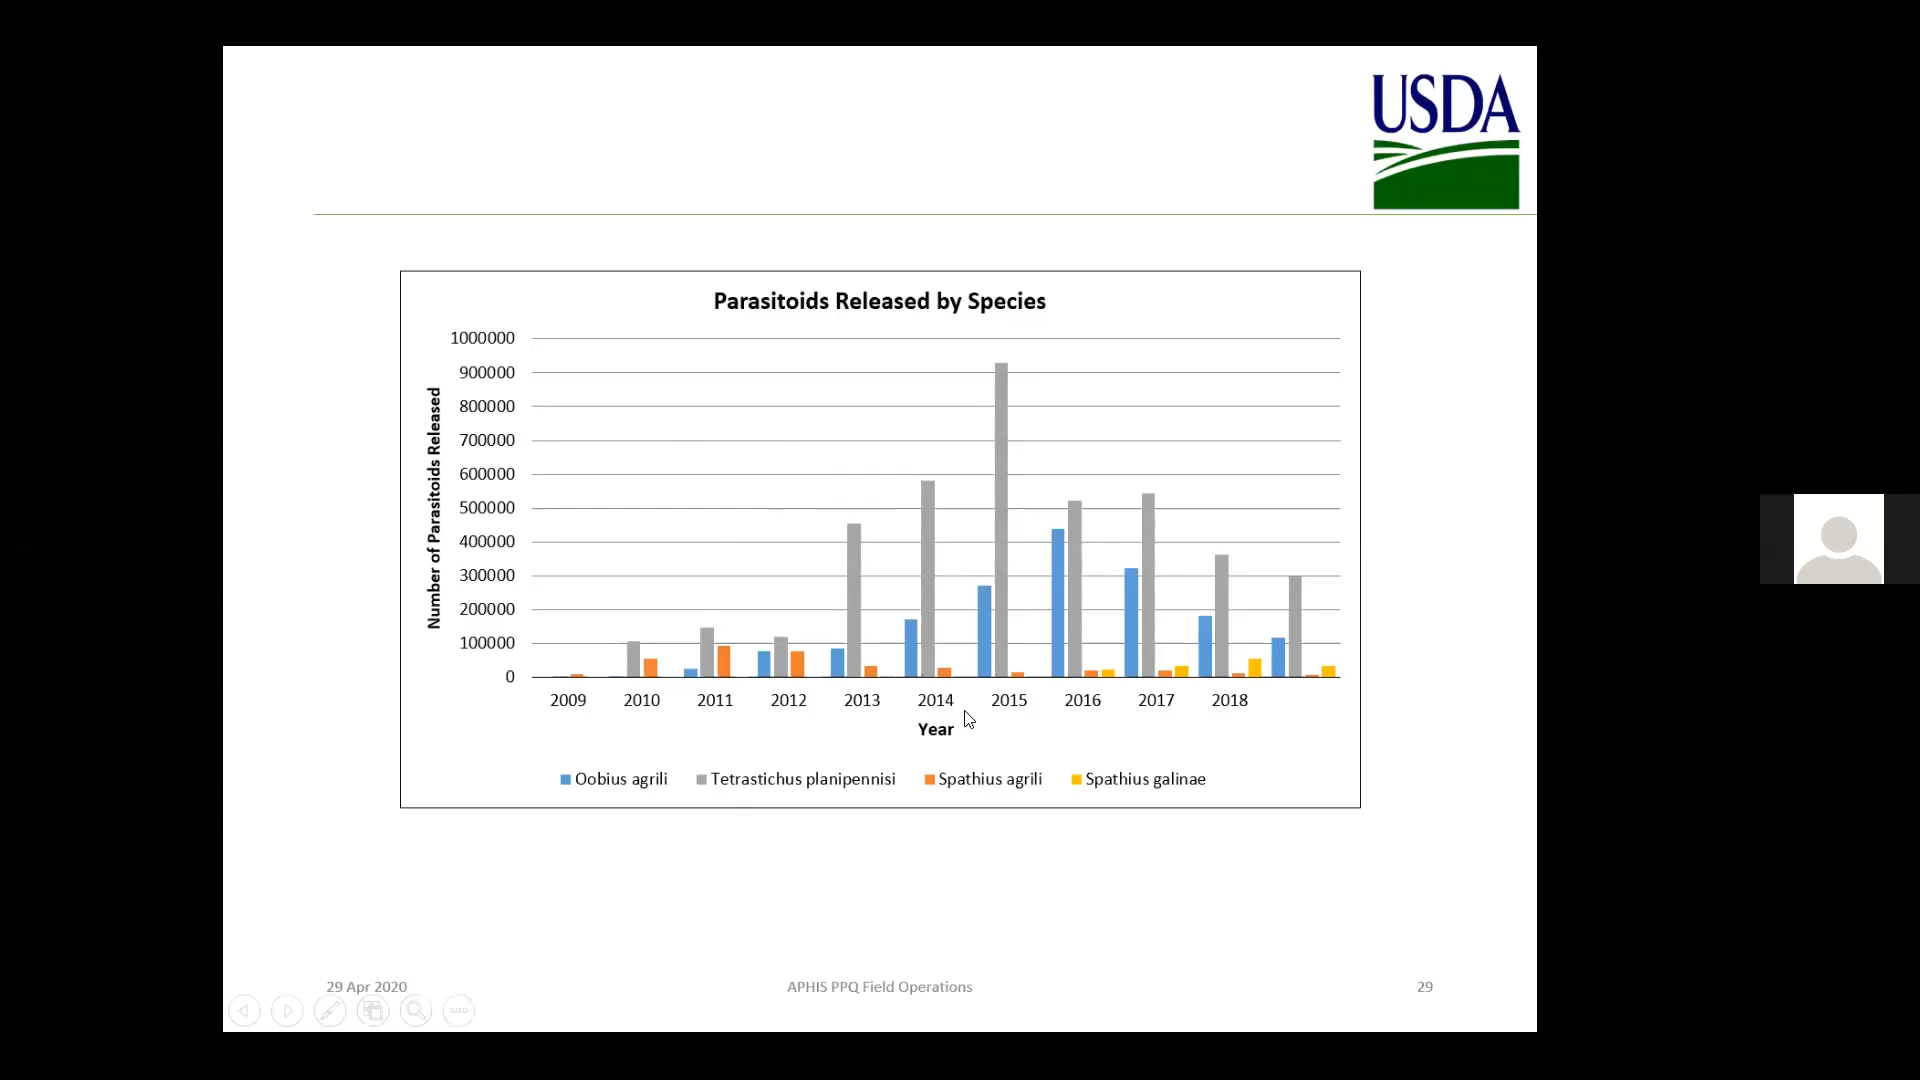 USDA
Parasitoids Released by Species
1000000
900000
800000
700000
600000
500000
400000
300000
200000
100000
0
Number of Parasitoids Released
2009 2010 2011 2012 2013 2014 2015 2016 2017 2018
Year
Oobius agrili Tetrastichus planipennisi Spathius agrili Spathius galinae
29 Apr 2020 APHIS PPQ Field Operations 29